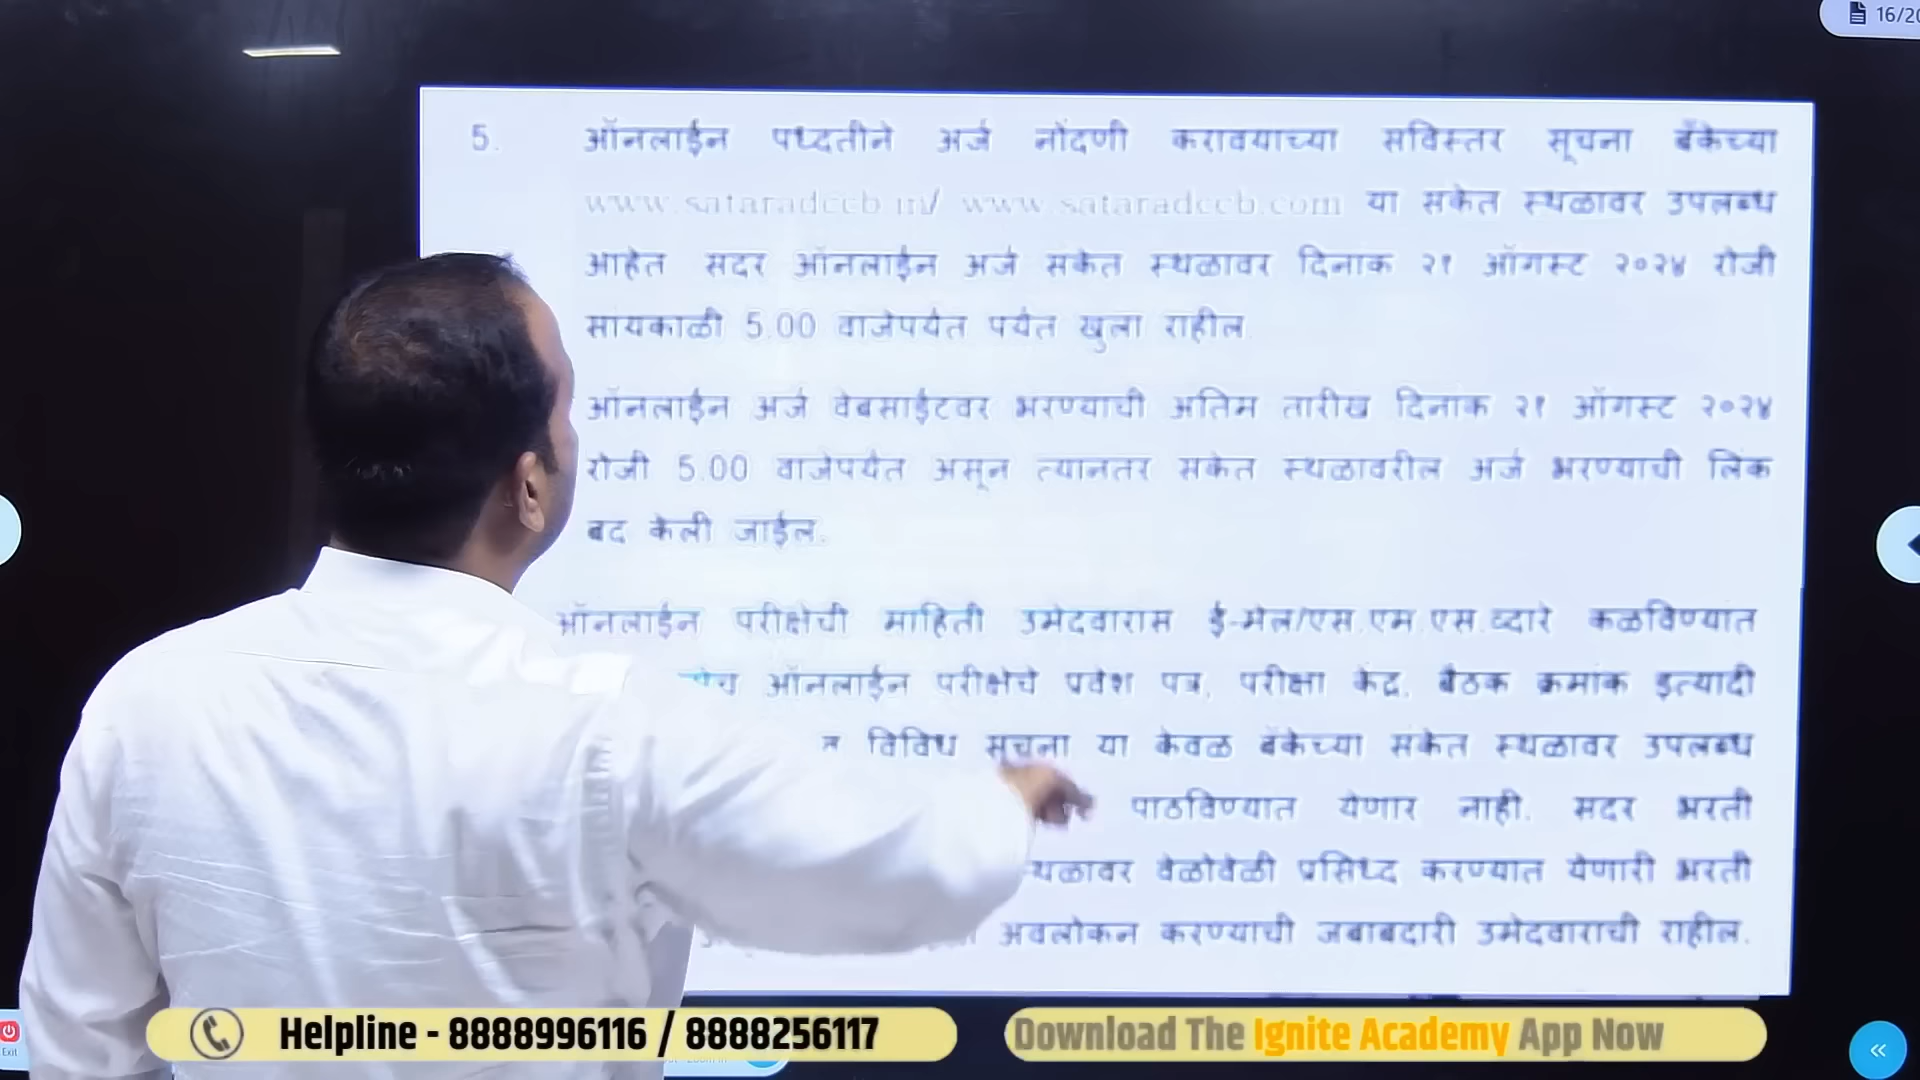 16/20
5. ऑनलाईन पध्दतीने अर्ज नोंदणी करावयाच्या सविस्तर सूचना बँकेच्या
www.sataradccb.in/ www.sataradccb.com या संकेत स्थळावर उपलब्ध
आहेत सदर ऑनलाईन अर्ज संकेत स्थळावर दिनांक २१ ऑगस्ट २०२४ रोजी
सायंकाळी 5.00 वाजेपर्यंत पर्यंत खुला राहील
ऑनलाईन अर्ज वेबसाईटवर भरण्याची अंतिम तारीख दिनांक २१ ऑगस्ट २०२४
रोजी 5.00 वाजेपर्यंत असून त्यानंतर संकेत स्थळावरील अर्ज भरण्याची लिंक
बंद केली जाईल.
ऑनलाईन परीक्षेची माहिती उमेदवारास ई-मेल/एस.एम.एस.व्दारे कळविण्यात
ऑनलाईन परीक्षेचे प्रवेश पत्र, परीक्षा केंद्र, बैठक क्रमांक इत्यादी
विविध सूचना या केवळ बँकेच्या संकेत स्थळावर उपलब्ध
पाठविण्यात येणार नाही. सदर भरती
वेळोवेळी प्रसिध्द करण्यात येणारी भरती
अवलोकन करण्याची जबाबदारी उमेदवाराची राहील.
Helpline - 8888996116 / 8888256117
Download The Ignite Academy App Now
Exit